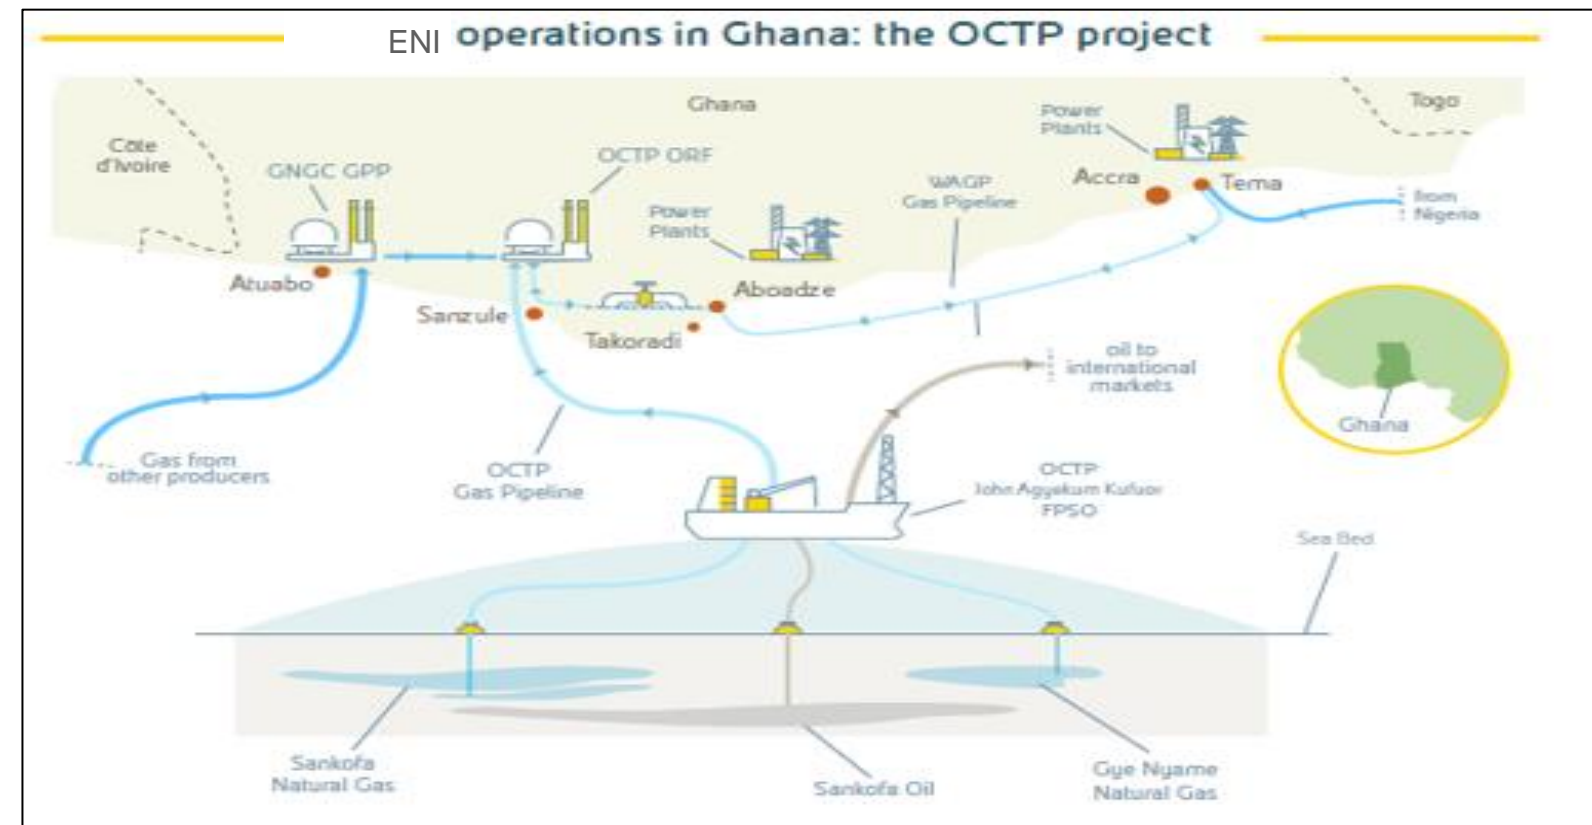 ENI operations in Ghana: the OCTP project
Ghana
Togo
Power
Plants
Côte
d'Ivoire
OCTP ORF
GNGC GPP
WAGP
Gas Pipeline
Accra
Tema
from
Nigeria
Power
Plants
Atuabo
Aboadze
Sanzule
Takoradi
oil to
international
markets
Ghana
Gas from
other producers
OCTP
Gas Pipeline
OCTP
John Agyekum Kufuor
FPSO
Sea Bed
Sankofa
Natural Gas
Sankofa Oil
Gye Nyame
Natural Gas